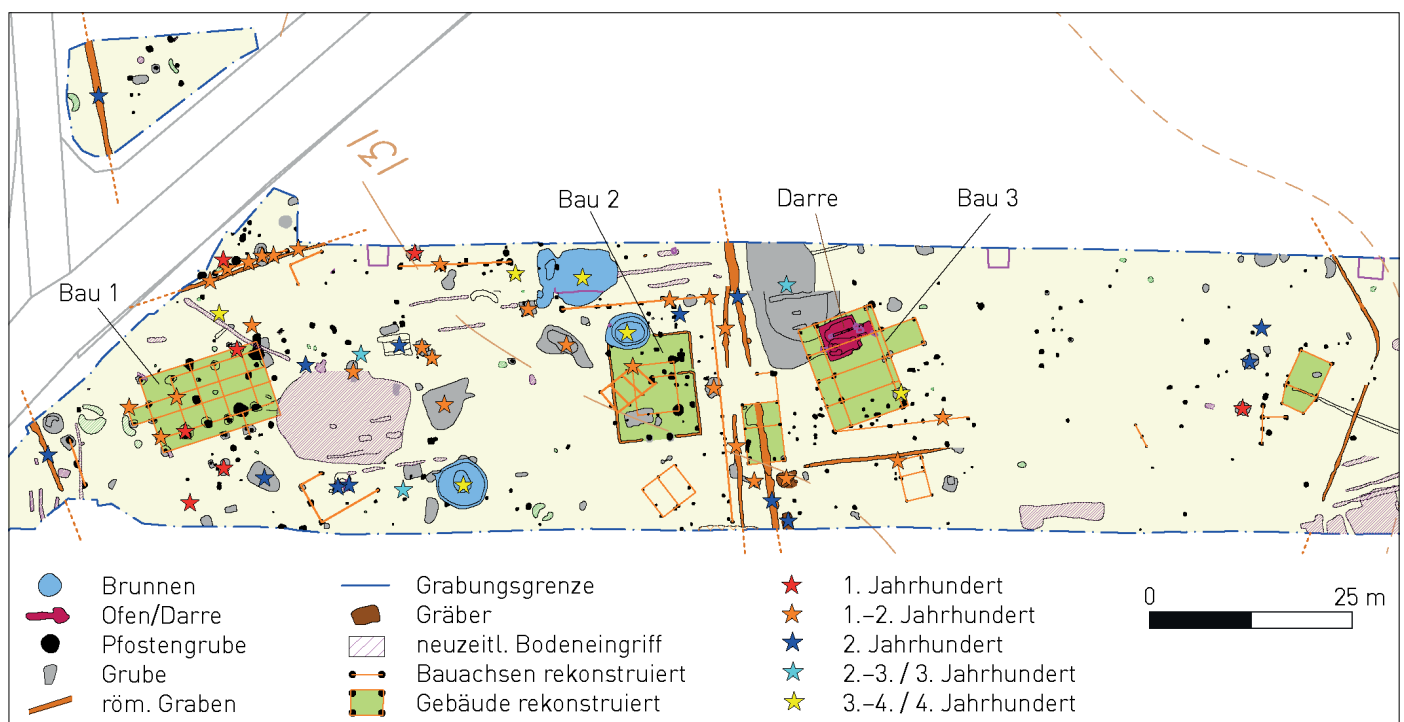 131
Bau 2
Darre
Bau 3
Bau 1
Brunnen
Ofen/Darre
Pfostengrube
Grube
röm. Graben
Grabungsgrenze
Gräber
neuzeitl. Bodeneingriff
Bauachsen rekonstruiert
Gebäude rekonstruiert
1. Jahrhundert
1.–2. Jahrhundert
2. Jahrhundert
2.–3. / 3. Jahrhundert
3.–4. / 4. Jahrhundert
0 25 m